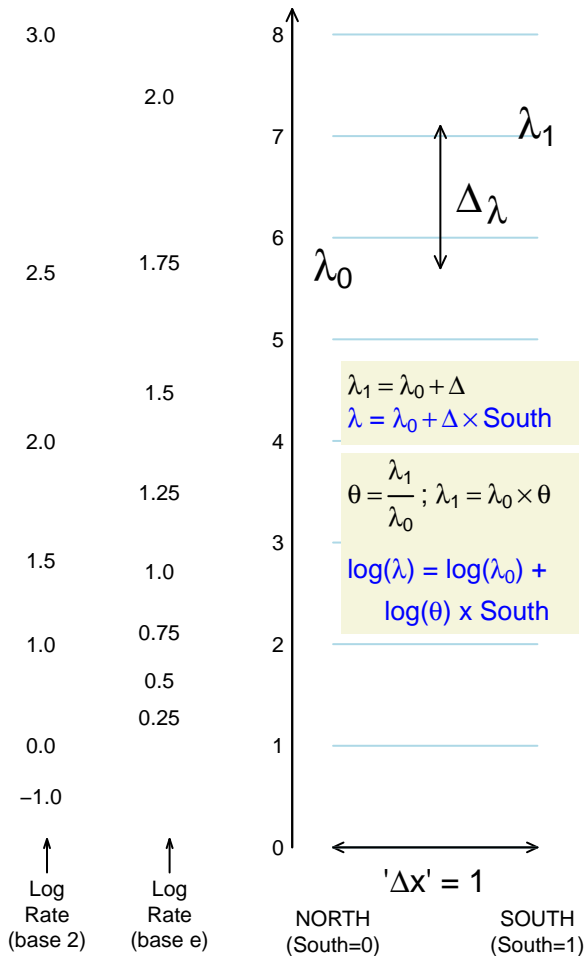 3.0
2.5
2.0
1.5
1.0
0.0
−1.0
Log
Rate
(base 2)
2.0
1.75
1.5
1.25
1.0
0.75
0.5
0.25
Log
Rate
(base e)
8
7
6
5
4
3
2
1
0
λ₁
Δλ
λ₀
λ₁ = λ₀ + Δ
λ = λ₀ + Δ × South
θ = λ₁/λ₀ ; λ₁ = λ₀ × θ
log(λ) = log(λ₀) +
log(θ) x South
'Δx' = 1
NORTH
(South=0)
SOUTH
(South=1)